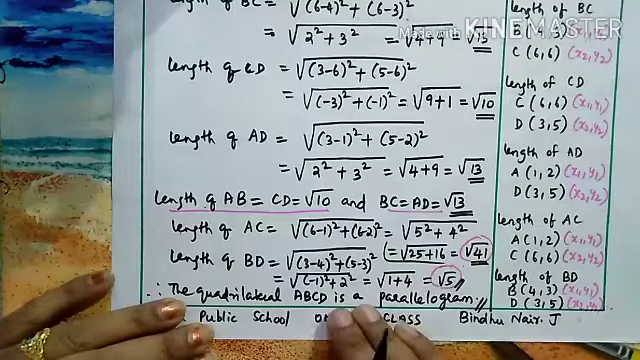 length of BC = √(6-4)² + (6-3)²
= √2² + 3² = √4+9 = √13
Made with KINEMASTER
length of CD = √(3-6)² + (5-6)²
= √(-3)² + (-1)² = √9+1 = √10
length of AD = √(3-1)² + (5-2)²
= √2² + 3² = √4+9 = √13
length of AB = CD = √10 and BC = AD = √13
length of AC = √(6-1)² + (6-2)² = √5² + 4²
= √25+16 = √41
length of BD = √(3-4)² + (5-3)²
= √(-1)² + 2² = √1+4 = √5
∴ The quadrilateral ABCD is a parallelogram
Public School CLASS Bindhu Nair. J
length of BC
B (4,3) (x₁,y₁)
C (6,6) (x₂,y₂)
length of CD
C (6,6) (x₁,y₁)
D (3,5) (x₂,y₂)
length of AD
A (1,2) (x₁,y₁)
D (3,5) (x₂,y₂)
length of AC
A (1,2) (x₁,y₁)
C (6,6) (x₂,y₂)
length of BD
B (4,3) (x₁,y₁)
D (3,5) (x₂,y₂)